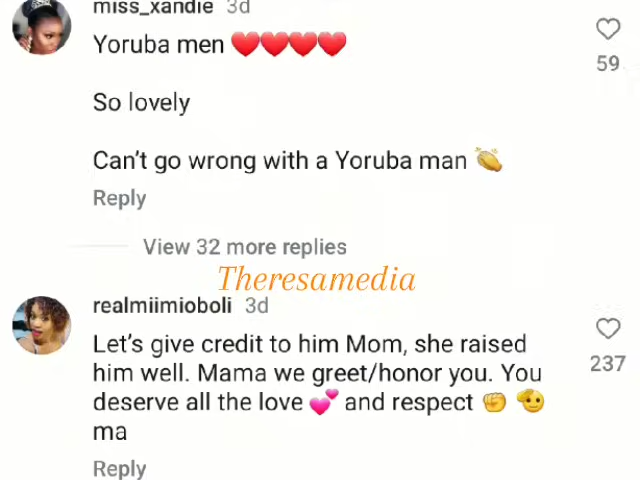 miss_xandie 3d
Yoruba men ❤️❤️❤️❤️
59
So lovely
Can't go wrong with a Yoruba man 👏
Reply
View 32 more replies
Theresamedia
realmiimioboli 3d
Let's give credit to him Mom, she raised
him well. Mama we greet/honor you. You
237
deserve all the love 💕 and respect ✊ 🫡
ma
Reply